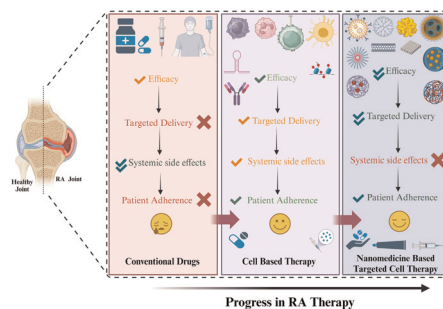 Efficacy
Targeted Delivery
Systemic side effects
Patient Adherence
Conventional Drugs
Efficacy
Targeted Delivery
Systemic side effects
Patient Adherence
Cell Based Therapy
Efficacy
Targeted Delivery
Systemic side effects
Patient Adherence
Nanomedicine Based
Targeted Cell Therapy
Healthy
Joint
RA Joint
Progress in RA Therapy